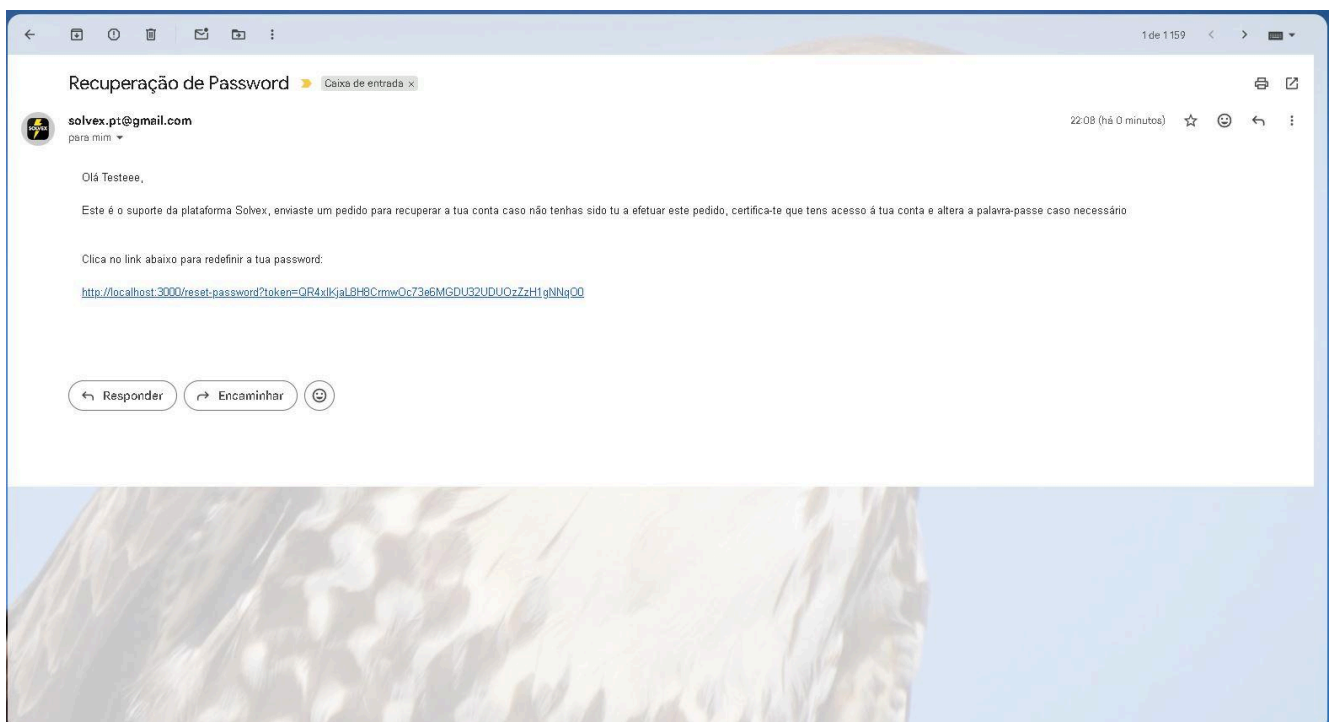 1 de 1 159
Recuperação de Password
Caixa de entrada ×
SOLVEX
solvex.pt@gmail.com
22:08 (há 0 minutos)
para mim
Olá Testeee,
Este é o suporte da plataforma Solvex, enviaste um pedido para recuperar a tua conta caso não tenhas sido tu a efetuar este pedido, certifica-te que tens acesso á tua conta e altera a palavra-passe caso necessário
Clica no link abaixo para redefinir a tua password:
http://localhost:3000/reset-password?token=QR4xIKjaLBH8CrmwOc73e6MGDU32UDUOzZzH1gNNqO0
Responder
Encaminhar